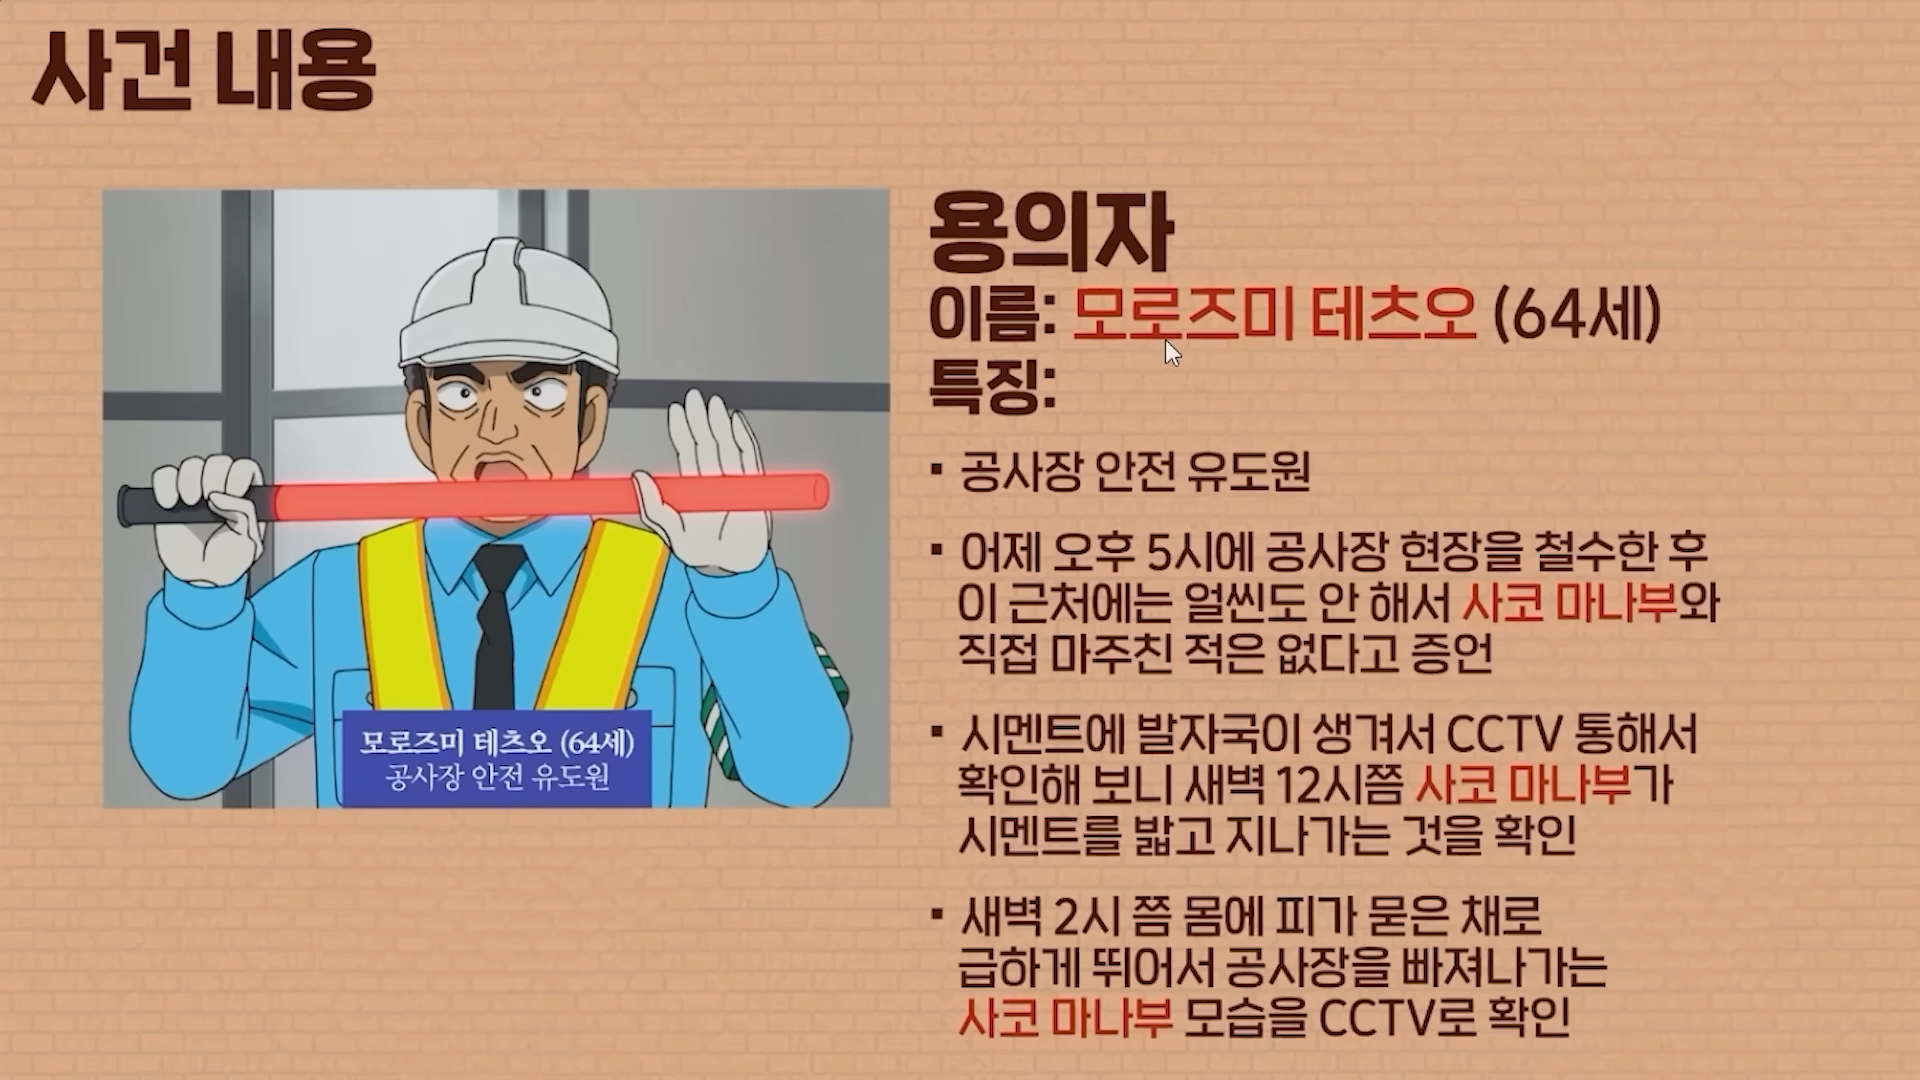 사건 내용
모로즈미 테츠오 (64세)
공사장 안전 유도원
용의자
이름: 모로즈미 테츠오 (64세)
특징:
▪ 공사장 안전 유도원
▪ 어제 오후 5시에 공사장 현장을 철수한 후
이 근처에는 얼씬도 안 해서 사코 마나부와
직접 마주친 적은 없다고 증언
▪ 시멘트에 발자국이 생겨서 CCTV 통해서
확인해 보니 새벽 12시쯤 사코 마나부가
시멘트를 밟고 지나가는 것을 확인
▪ 새벽 2시 쯤 몸에 피가 묻은 채로
급하게 뛰어서 공사장을 빠져나가는
사코 마나부 모습을 CCTV로 확인